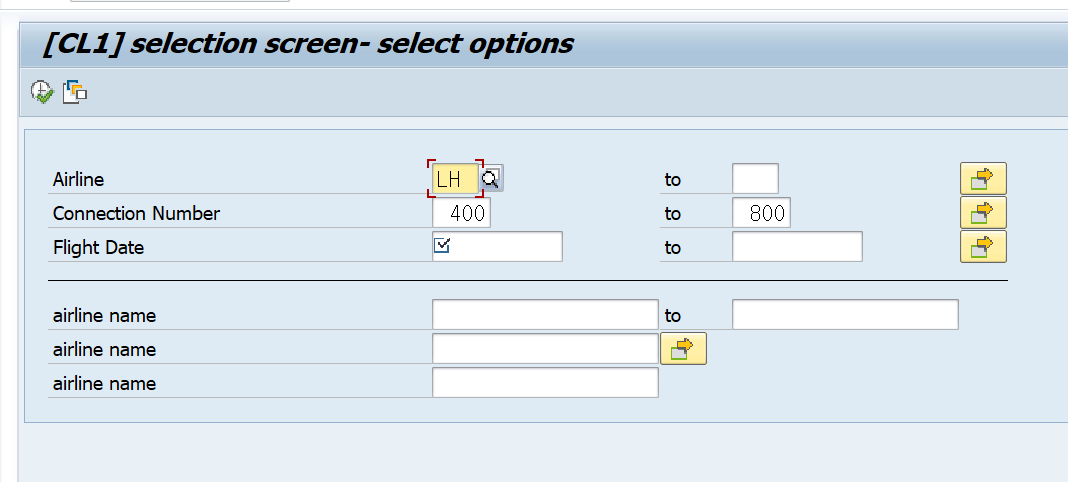 [CL1] selection screen- select options
Airline LH to
Connection Number 400 to 800
Flight Date to
airline name to
airline name
airline name